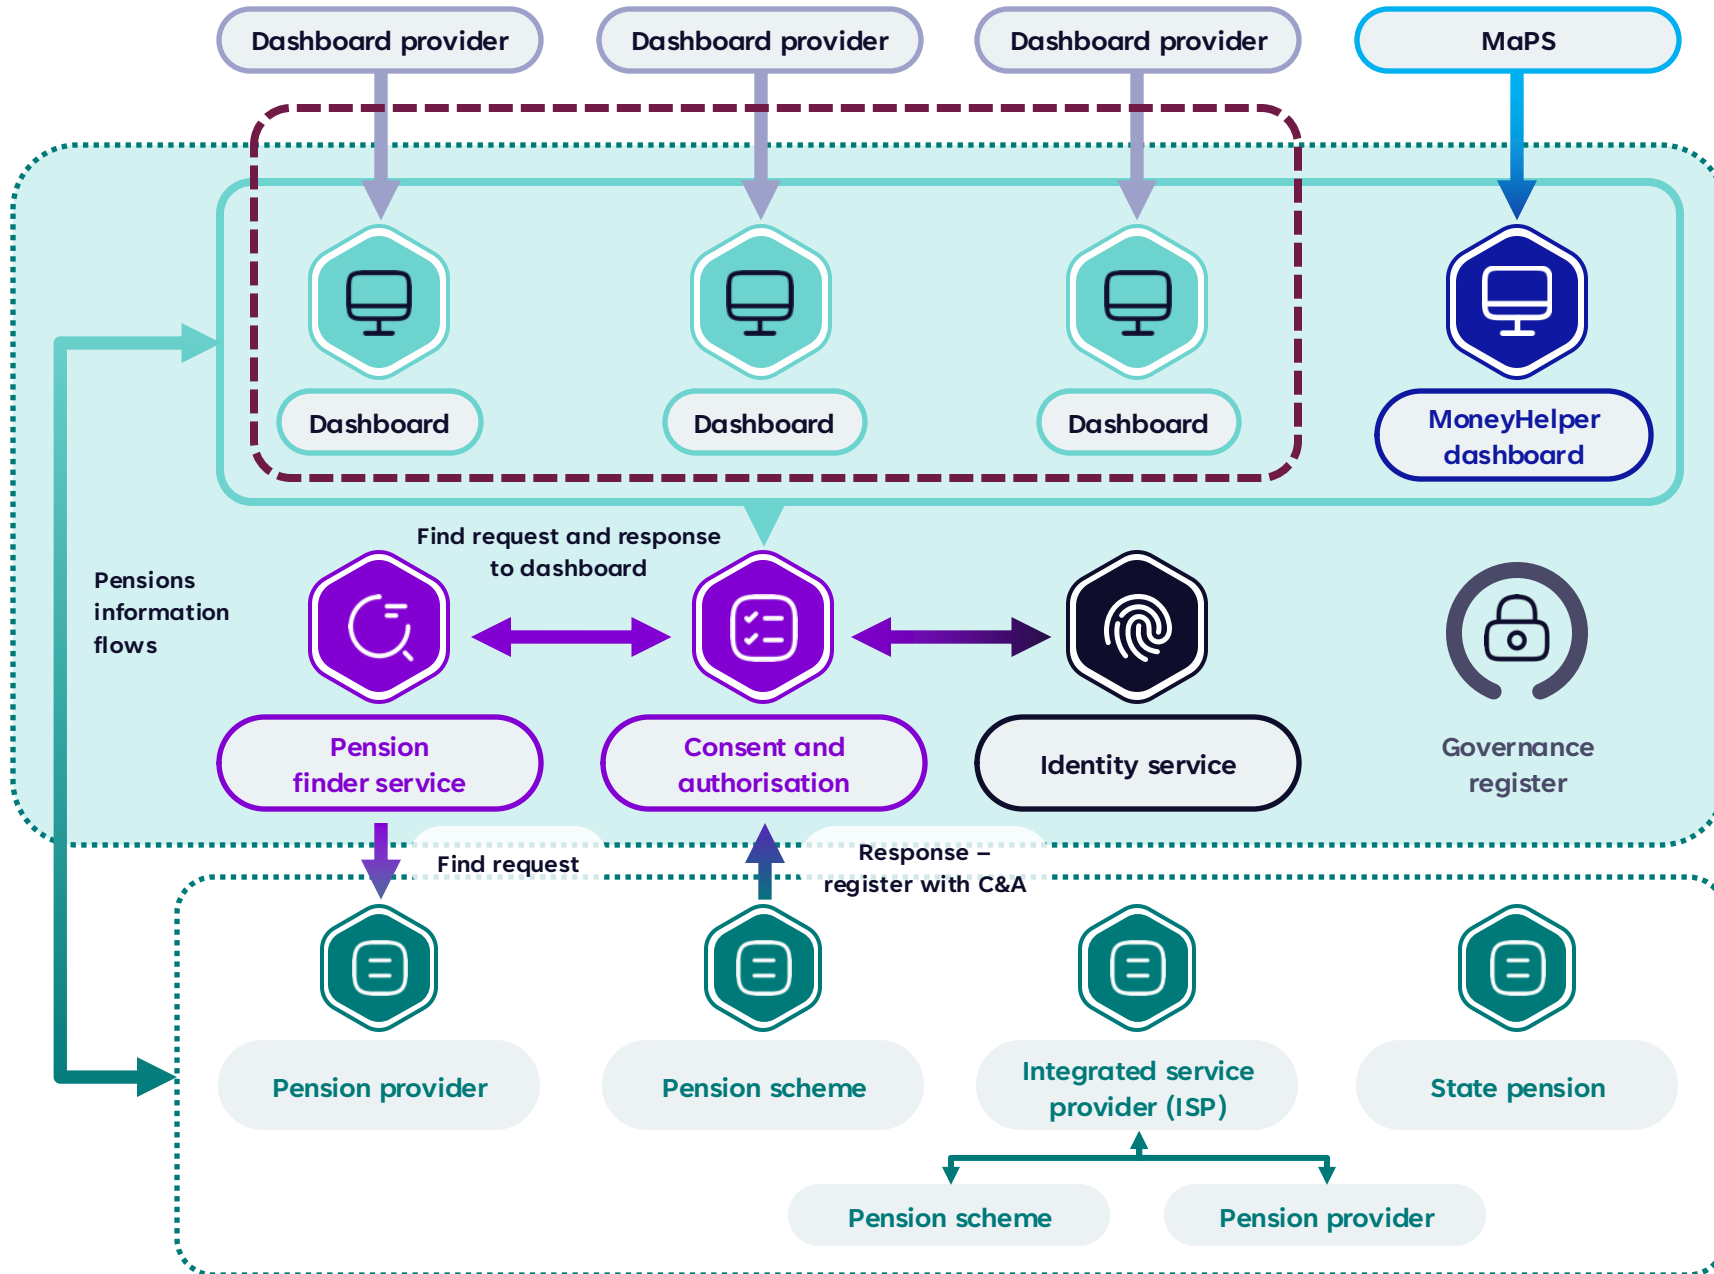 Dashboard provider
Dashboard provider
Dashboard provider
MaPS
Dashboard
Dashboard
Dashboard
MoneyHelper
dashboard
Find request and response
to dashboard
Pensions
information
flows
Pension
finder service
Consent and
authorisation
Identity service
Governance
register
Find request
Response –
register with C&A
Pension provider
Pension scheme
Integrated service
provider (ISP)
State pension
Pension scheme
Pension provider